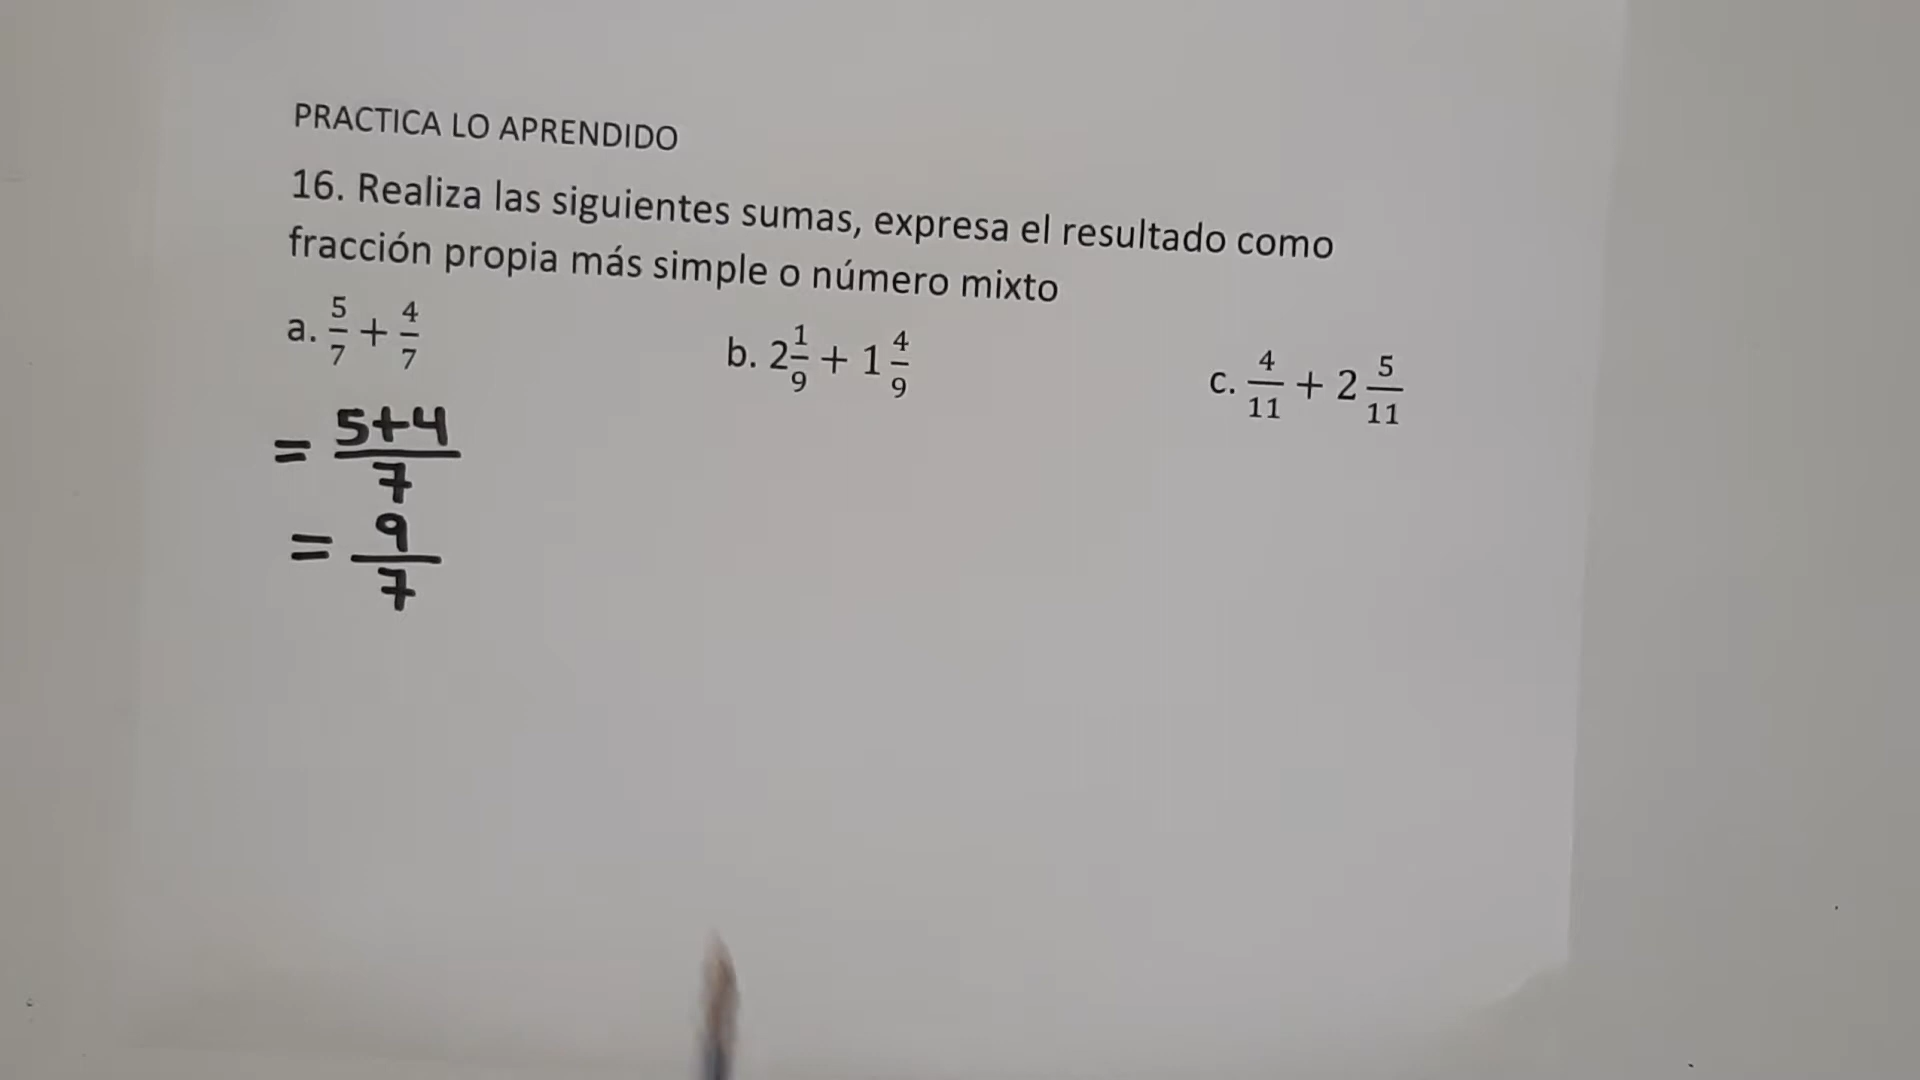 PRACTICA LO APRENDIDO
16. Realiza las siguientes sumas, expresa el resultado como
fracción propia más simple o número mixto
a. 5/7 + 4/7
b. 2 1/9 + 1 4/9
c. 4/11 + 2 5/11
= 5+4/7
= 9/7